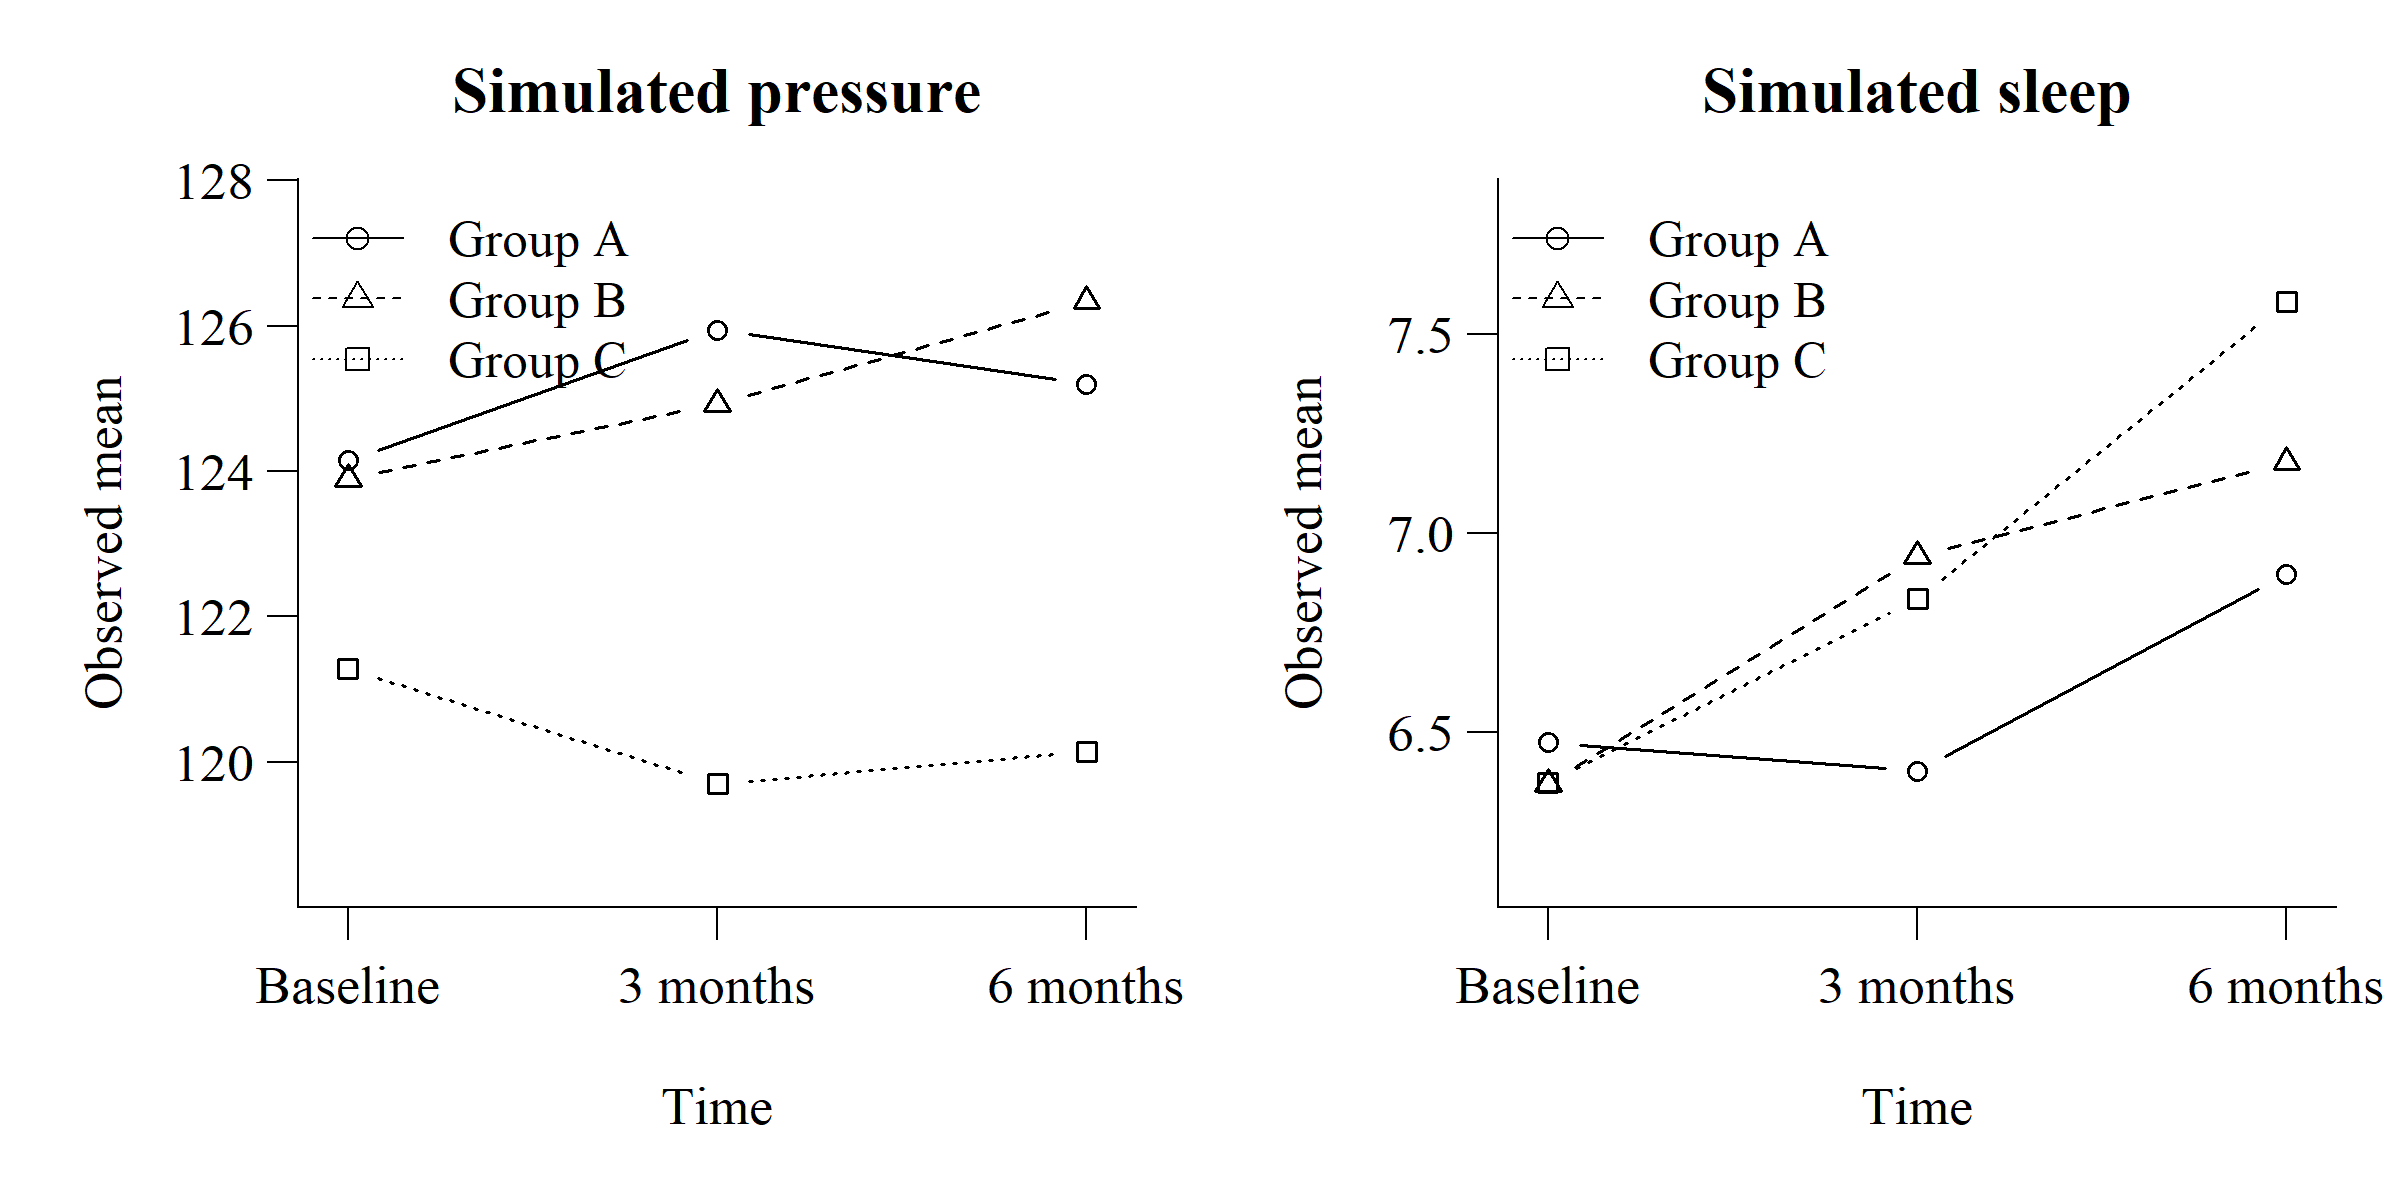 Simulated pressure
128
126
124
122
120
Observed mean
Group A
Group B
Group C
Baseline
3 months
6 months
Time
Simulated sleep
7.5
7.0
6.5
Observed mean
Group A
Group B
Group C
Baseline
3 months
6 months
Time